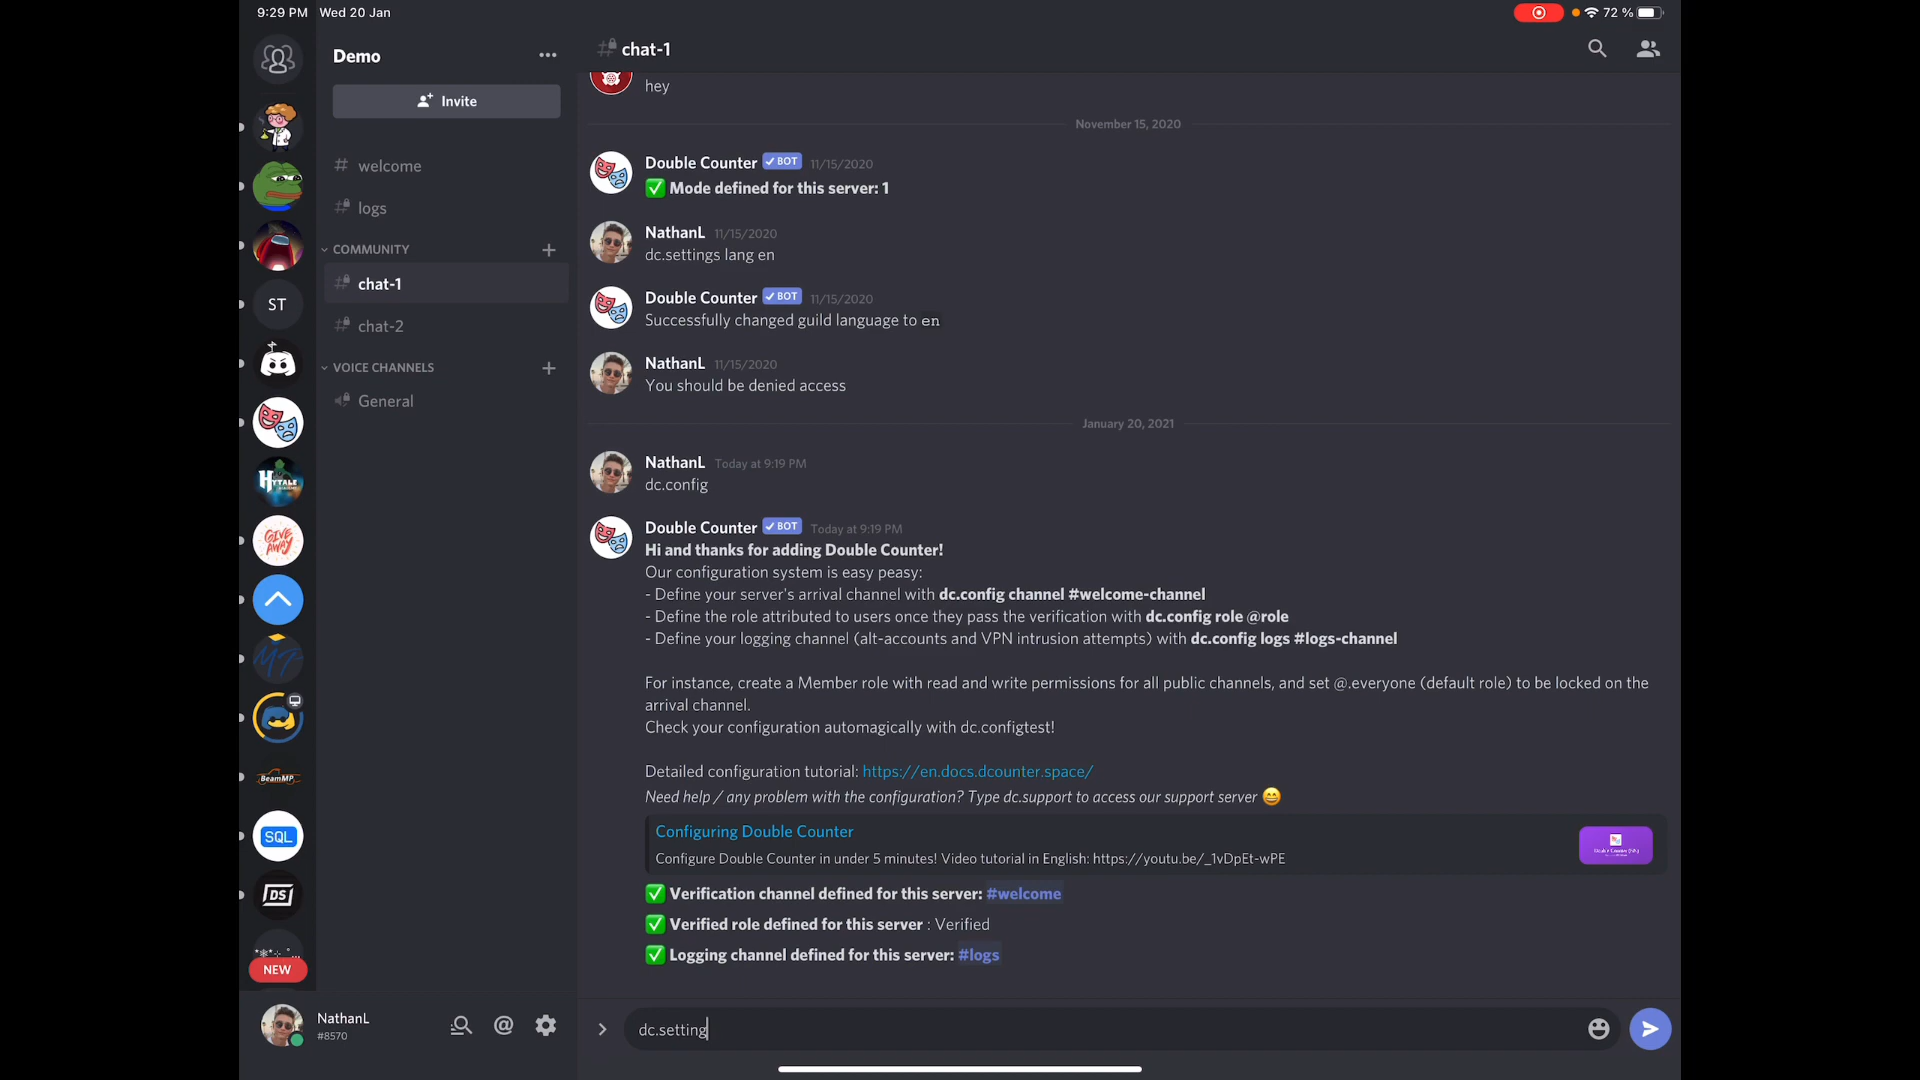 9:29 PM Wed 20 Jan
72 %
Demo
Invite
welcome
logs
COMMUNITY
chat-1
chat-2
VOICE CHANNELS
General
ST
HYTALE
GIVE AWAY
MT
BeamMP
SQL
DS
NEW
NathanL
#8570
chat-1
hey
November 15, 2020
Double Counter BOT 11/15/2020
Mode defined for this server: 1
NathanL 11/15/2020
dc.settings lang en
Double Counter BOT 11/15/2020
Successfully changed guild language to en
NathanL 11/15/2020
You should be denied access
January 20, 2021
NathanL Today at 9:19 PM
dc.config
Double Counter BOT Today at 9:19 PM
Hi and thanks for adding Double Counter!
Our configuration system is easy peasy:
- Define your server's arrival channel with dc.config channel #welcome-channel
- Define the role attributed to users once they pass the verification with dc.config role @role
- Define your logging channel (alt-accounts and VPN intrusion attempts) with dc.config logs #logs-channel
For instance, create a Member role with read and write permissions for all public channels, and set @.everyone (default role) to be locked on the
arrival channel.
Check your configuration automagically with dc.configtest!
Detailed configuration tutorial: https://en.docs.dcounter.space/
Need help / any problem with the configuration? Type dc.support to access our support server
Configuring Double Counter
Configure Double Counter in under 5 minutes! Video tutorial in English: https://youtu.be/_1vDpEt-wPE
Verification channel defined for this server: #welcome
Verified role defined for this server : Verified
Logging channel defined for this server: #logs
dc.setting